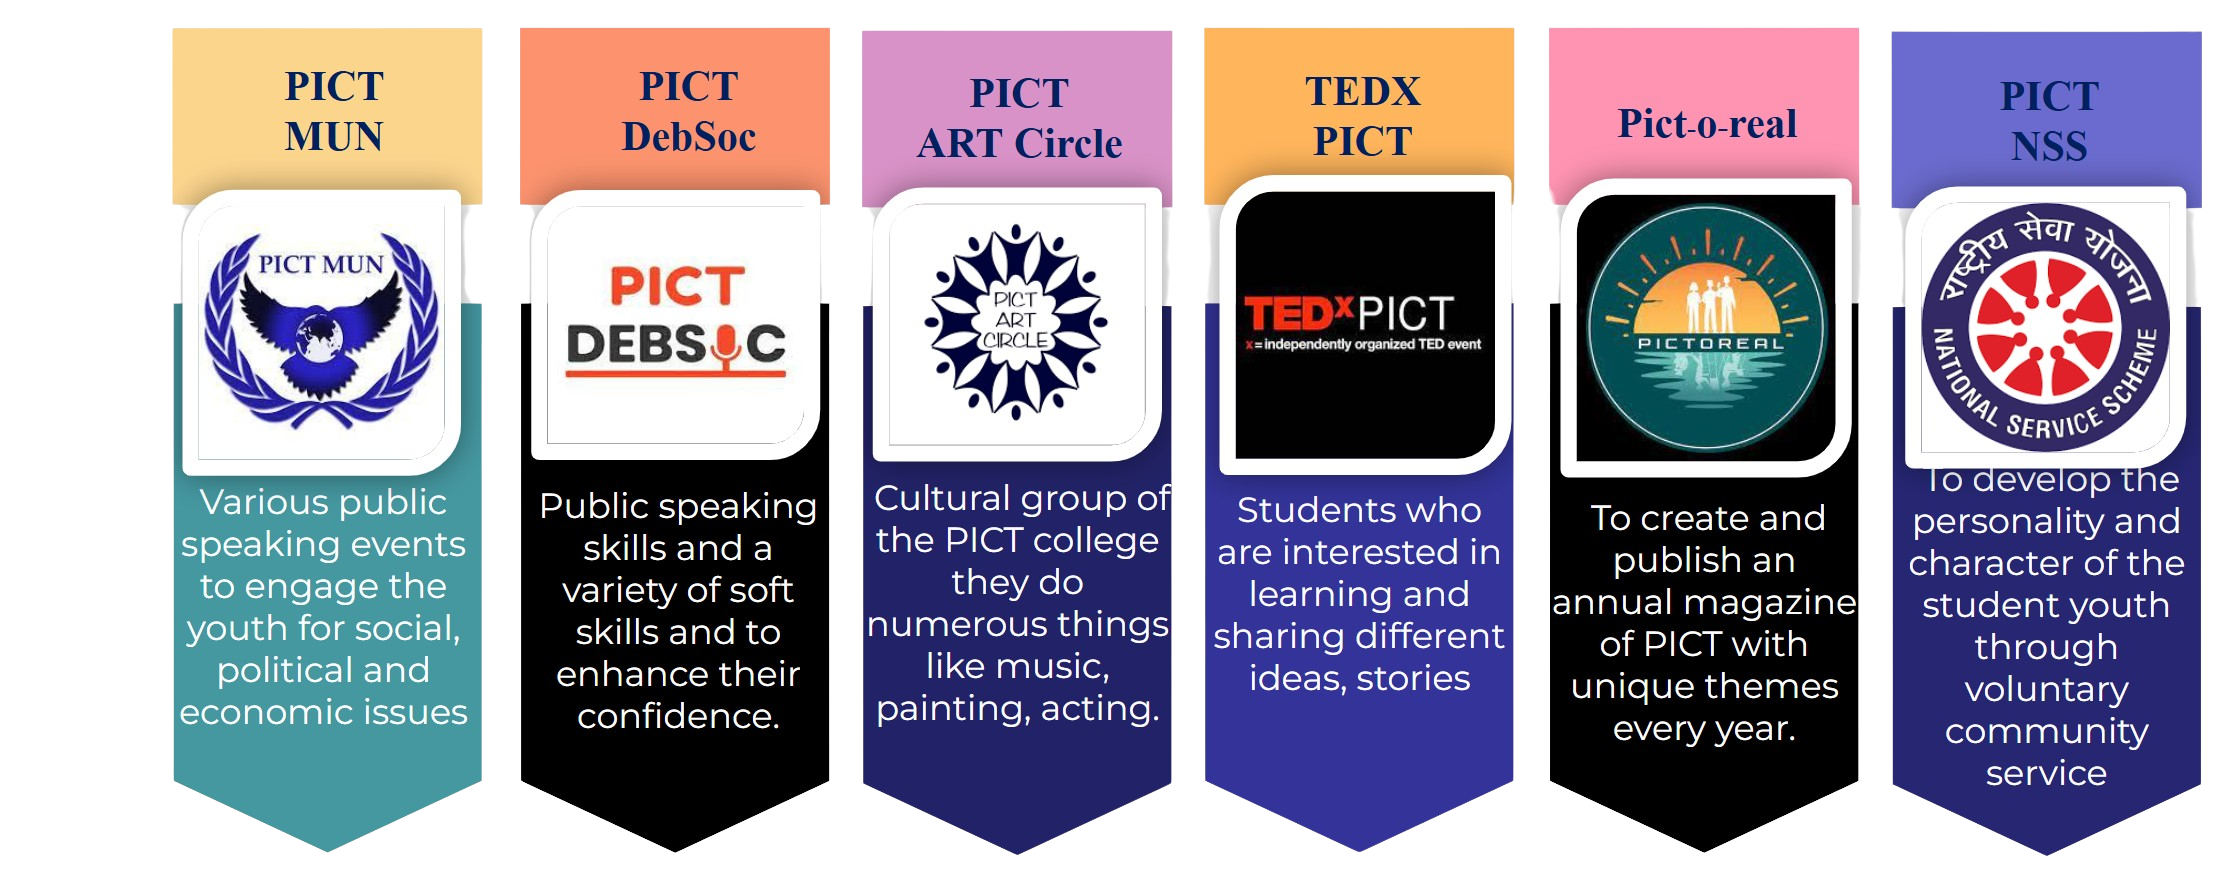 PICT
MUN
PICT MUN
Various public
speaking events
to engage the
youth for social,
political and
economic issues
PICT
DebSoc
PICT
DEBSOC
Public speaking
skills and a
variety of soft
skills and to
enhance their
confidence.
PICT
ART Circle
PICT
ART
CIRCLE
Cultural group of
the PICT college
they do
numerous things
like music,
painting, acting.
TEDX
PICT
TEDxPICT
x = independently organized TED event
Students who
are interested in
learning and
sharing different
ideas, stories
Pict-o-real
PICTOREAL
To create and
publish an
annual magazine
of PICT with
unique themes
every year.
PICT
NSS
राष्ट्रीय सेवा योजना
NATIONAL SERVICE SCHEME
To develop the
personality and
character of the
student youth
through
voluntary
community
service